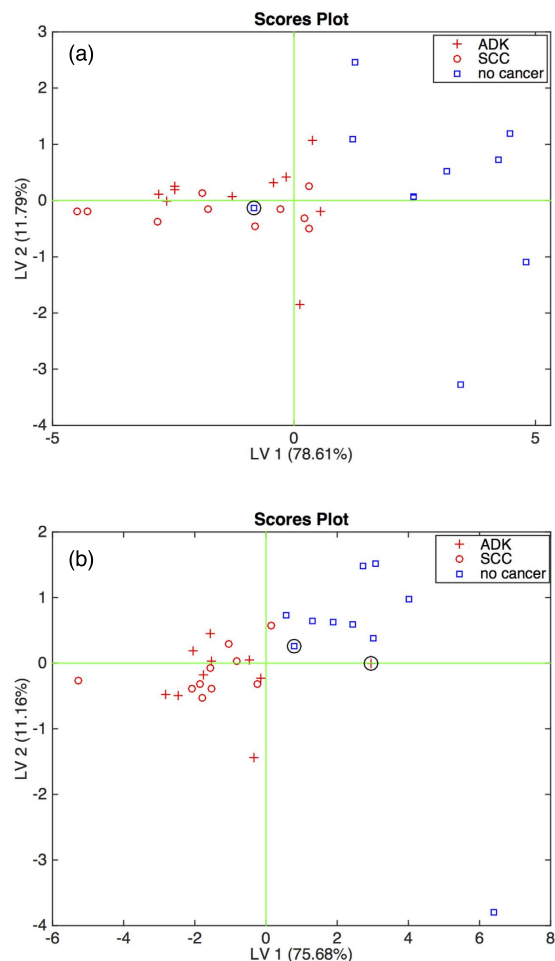 Scores Plot
(a)
ADK
SCC
no cancer
3
2
1
0
-1
-2
-3
-4
LV 2 (11.79%)
-5
0
5
LV 1 (78.61%)
Scores Plot
(b)
ADK
SCC
no cancer
2
1
0
-1
-2
-3
-4
LV 2 (11.16%)
-6
-4
-2
0
2
4
6
8
LV 1 (75.68%)